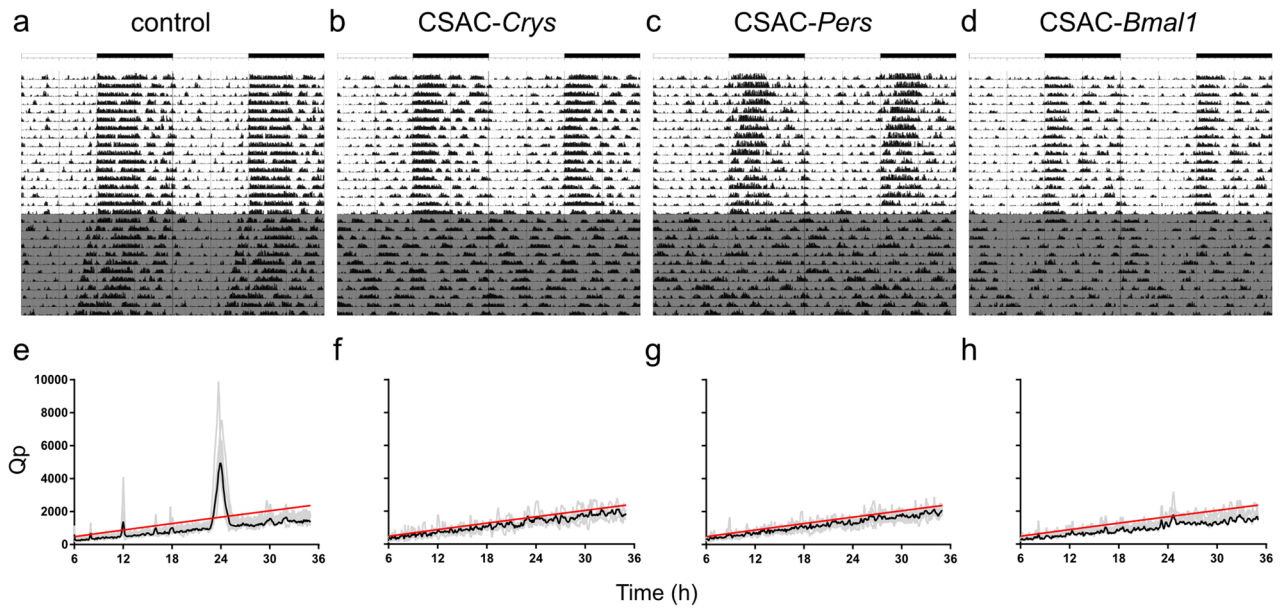 a control b CSAC-Crys c CSAC-Pers d CSAC-Bmal1
e f g h
10000
8000
6000
4000
2000
0
Qp
6 12 18 24 30 36 6 12 18 24 30 36 6 12 18 24 30 36 6 12 18 24 30 36
Time (h)